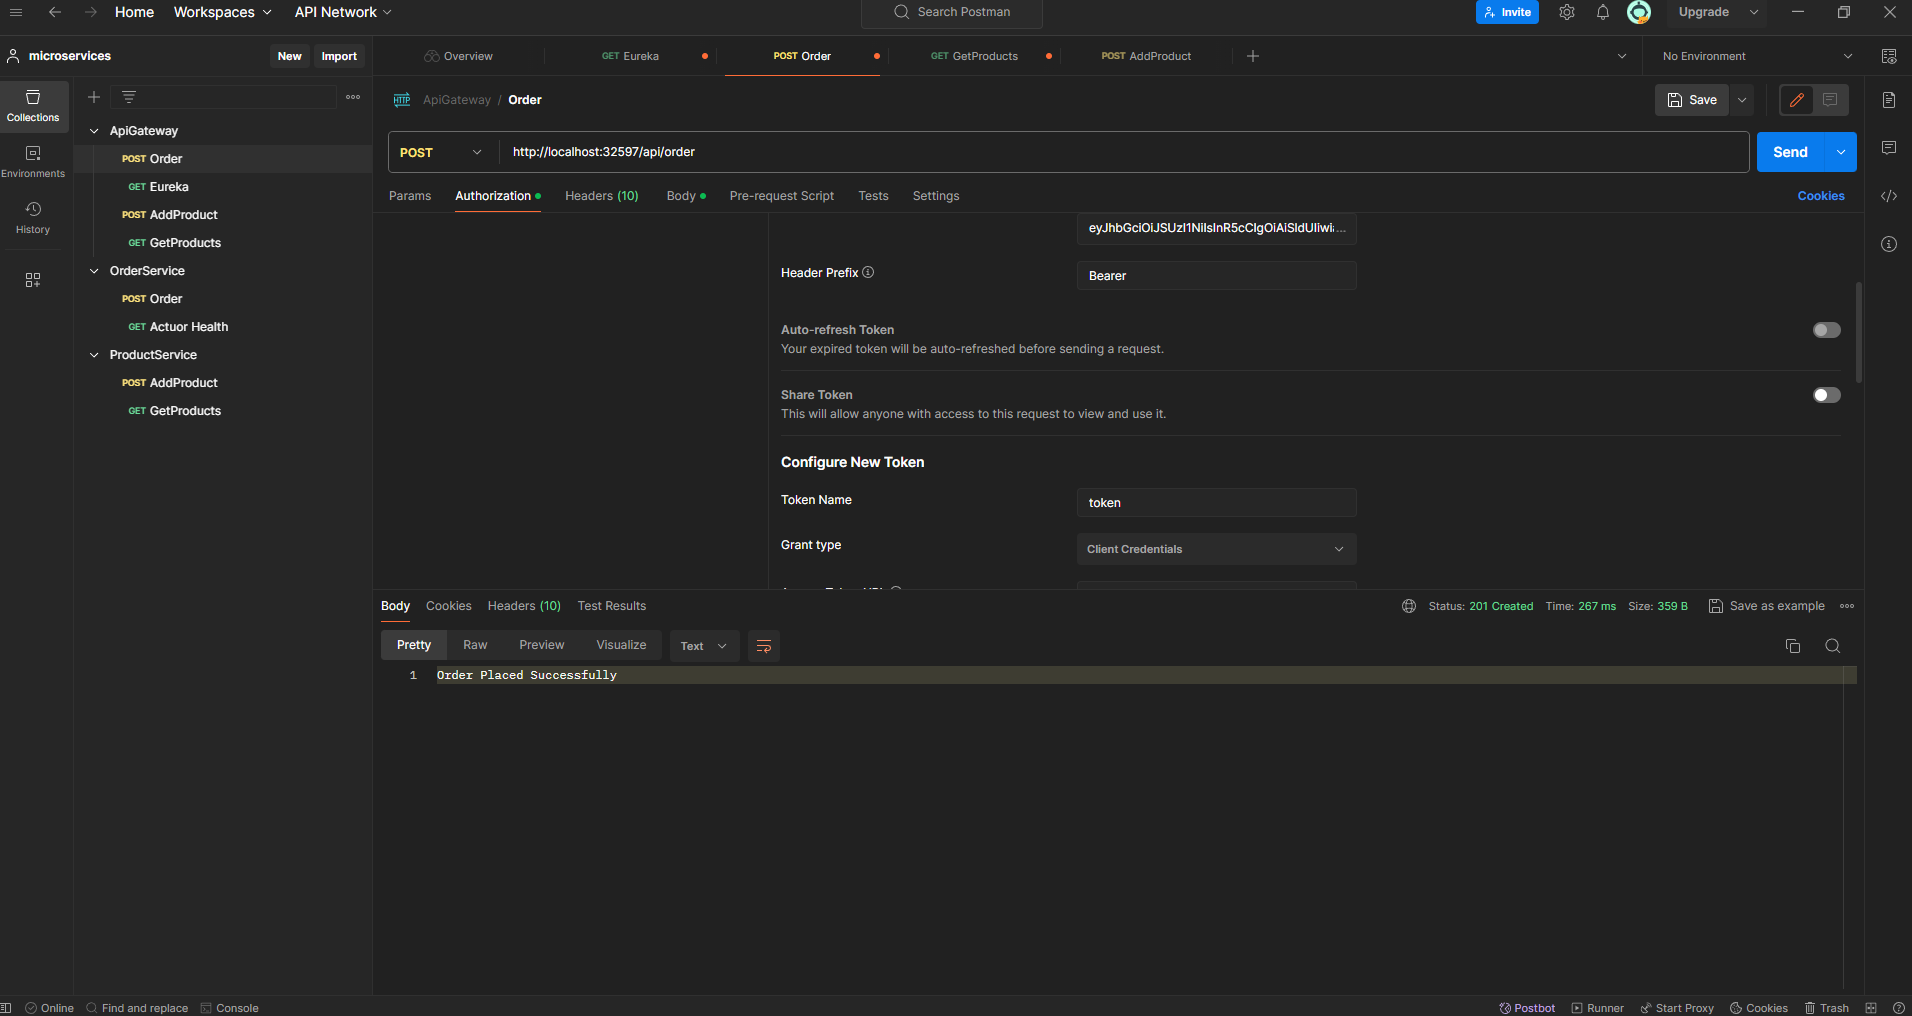 Home Workspaces API Network Search Postman Invite Upgrade
microservices New Import Overview GET Eureka POST Order GET GetProducts POST AddProduct No Environment
Collections
Environments
History
ApiGateway
POST Order
GET Eureka
POST AddProduct
GET GetProducts
OrderService
POST Order
GET Actuor Health
ProductService
POST AddProduct
GET GetProducts
HTTP ApiGateway / Order Save
POST http://localhost:32597/api/order Send
Params Authorization Headers (10) Body Pre-request Script Tests Settings Cookies
Header Prefix Bearer
Auto-refresh Token
Your expired token will be auto-refreshed before sending a request.
Share Token
This will allow anyone with access to this request to view and use it.
Configure New Token
Token Name token
Grant type Client Credentials
Body Cookies Headers (10) Test Results Status: 201 Created Time: 267 ms Size: 359 B Save as example
Pretty Raw Preview Visualize Text
1 Order Placed Successfully
Online Find and replace Console Postbot Runner Start Proxy Cookies Trash